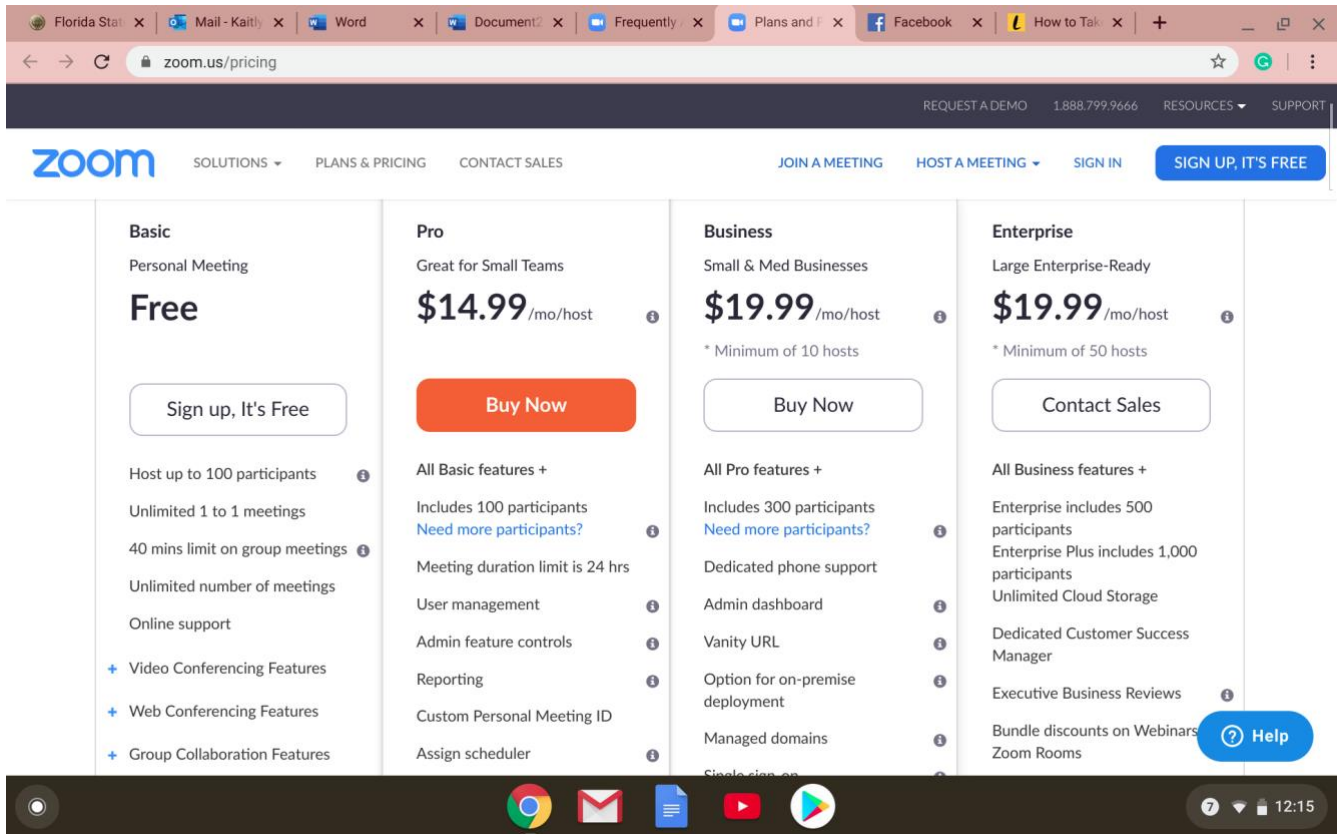 Florida Stat
Mail - Kaitly
Word
Document2
Frequently
Plans and P
Facebook
How to Tak
zoom.us/pricing
REQUEST A DEMO 1.888.799.9666 RESOURCES SUPPORT
zoom SOLUTIONS PLANS & PRICING CONTACT SALES JOIN A MEETING HOST A MEETING SIGN IN SIGN UP, IT'S FREE
Basic
Personal Meeting
Free
Sign up, It's Free
Host up to 100 participants
Unlimited 1 to 1 meetings
40 mins limit on group meetings
Unlimited number of meetings
Online support
+ Video Conferencing Features
+ Web Conferencing Features
+ Group Collaboration Features
Pro
Great for Small Teams
$14.99/mo/host
Buy Now
All Basic features +
Includes 100 participants
Need more participants?
Meeting duration limit is 24 hrs
User management
Admin feature controls
Reporting
Custom Personal Meeting ID
Assign scheduler
Business
Small & Med Businesses
$19.99/mo/host
* Minimum of 10 hosts
Buy Now
All Pro features +
Includes 300 participants
Need more participants?
Dedicated phone support
Admin dashboard
Vanity URL
Option for on-premise
deployment
Managed domains
Single sign-on
Enterprise
Large Enterprise-Ready
$19.99/mo/host
* Minimum of 50 hosts
Contact Sales
All Business features +
Enterprise includes 500
participants
Enterprise Plus includes 1,000
participants
Unlimited Cloud Storage
Dedicated Customer Success
Manager
Executive Business Reviews
Bundle discounts on Webinars
Zoom Rooms
Help
7 12:15